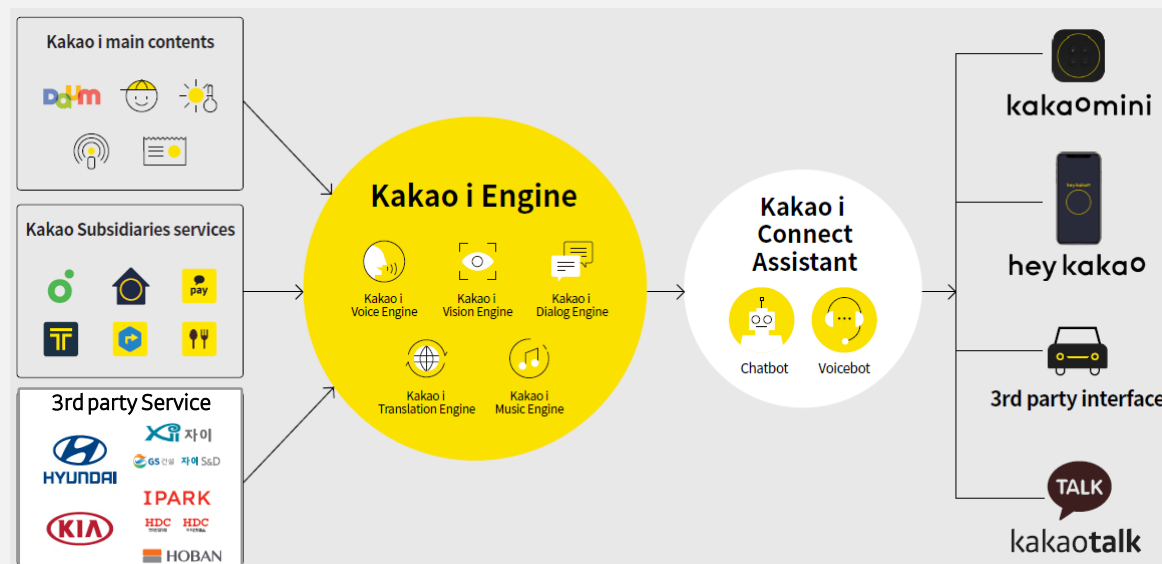 Kakao i main contents
Daum
Kakao Subsidiaries services
pay
3rd party Service
HYUNDAI
KIA
Xi 자이
GS건설 자이 S&D
IPARK
HDC HDC
HOBAN
Kakao i Engine
Kakao i
Voice Engine
Kakao i
Vision Engine
Kakao i
Dialog Engine
Kakao i
Translation Engine
Kakao i
Music Engine
Kakao i
Connect
Assistant
Chatbot
Voicebot
kakaomini
hey kakao
hey kakao
3rd party interface
TALK
kakaotalk